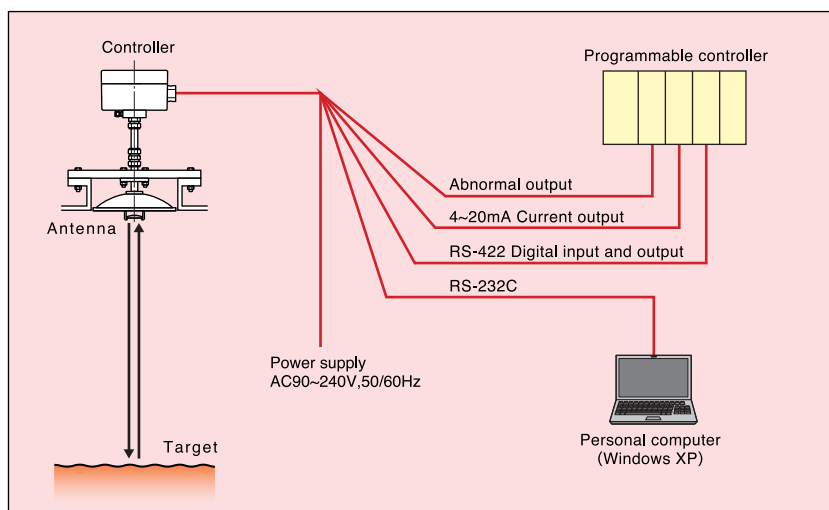 Controller
Programmable controller
Abnormal output
4~20mA Current output
Antenna
RS-422 Digital input and output
RS-232C
Power supply
AC90~240V,50/60Hz
Target
Personal computer
(Windows XP)